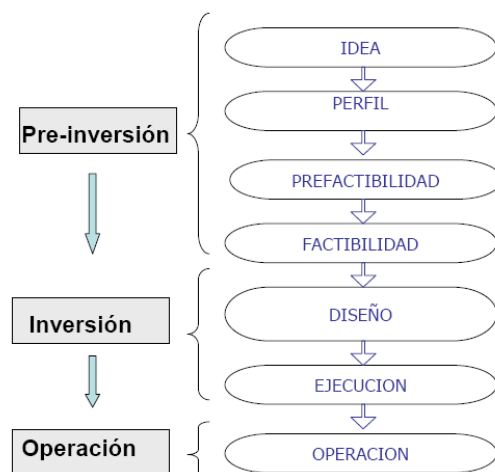 IDEA
PERFIL
Pre-inversión
PREFACTIBILIDAD
FACTIBILIDAD
Inversión
DISEÑO
EJECUCION
Operación
OPERACION